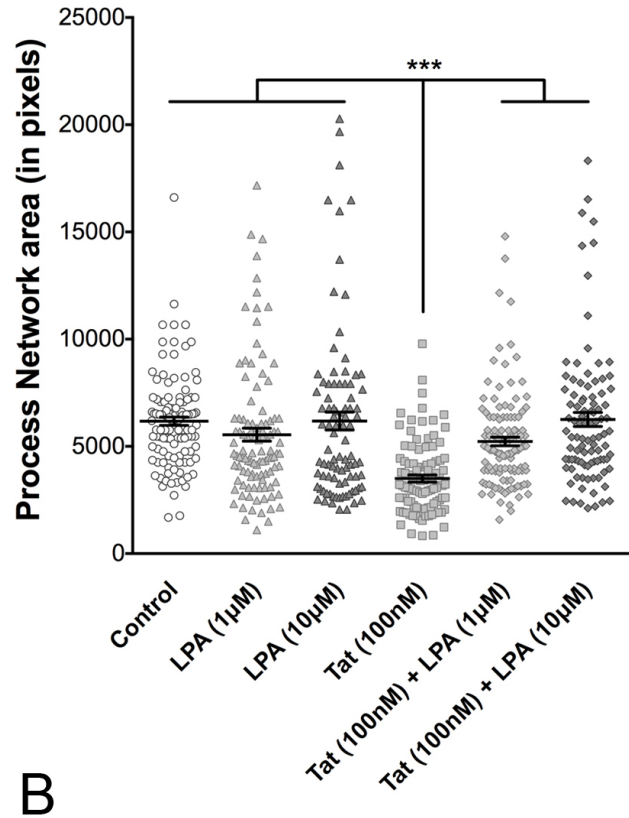 Process Network area (in pixels)
25000
20000
15000
10000
5000
0
***
Control
LPA (1µM)
LPA (10µM)
Tat (100nM)
Tat (100nM) + LPA (1µM)
Tat (100nM) + LPA (10µM)
B